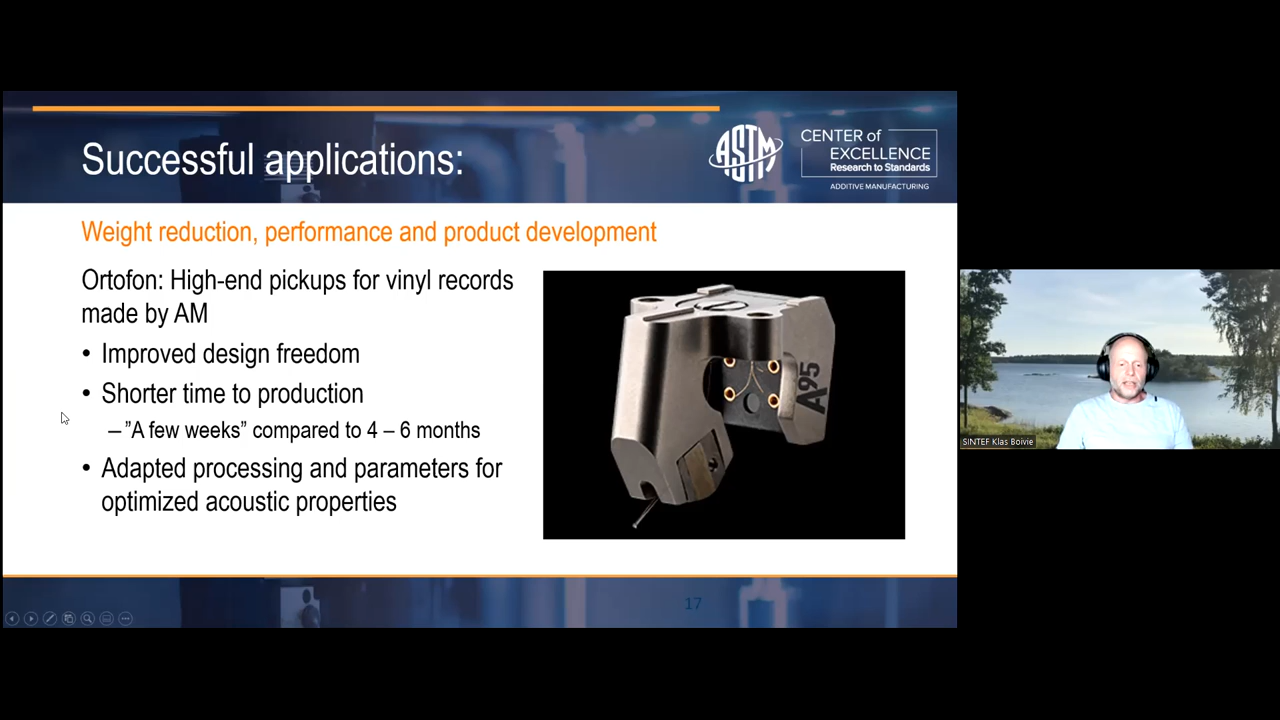 Successful applications:
ASTM
CENTER of
EXCELLENCE
Research to Standards
ADDITIVE MANUFACTURING
Weight reduction, performance and product development
Ortofon: High-end pickups for vinyl records
made by AM
• Improved design freedom
• Shorter time to production
– ”A few weeks” compared to 4 – 6 months
• Adapted processing and parameters for
optimized acoustic properties
A95
SINTEF Klas Boivie
17